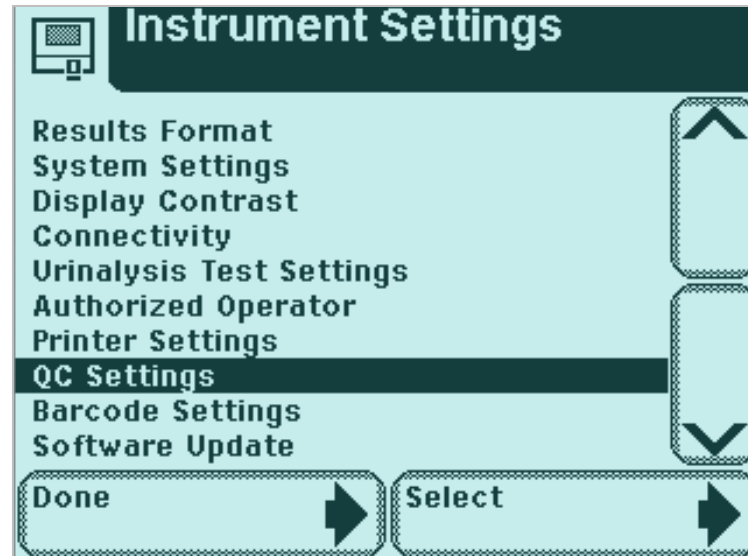 Instrument Settings
Results Format
System Settings
Display Contrast
Connectivity
Urinalysis Test Settings
Authorized Operator
Printer Settings
QC Settings
Barcode Settings
Software Update
Done
Select